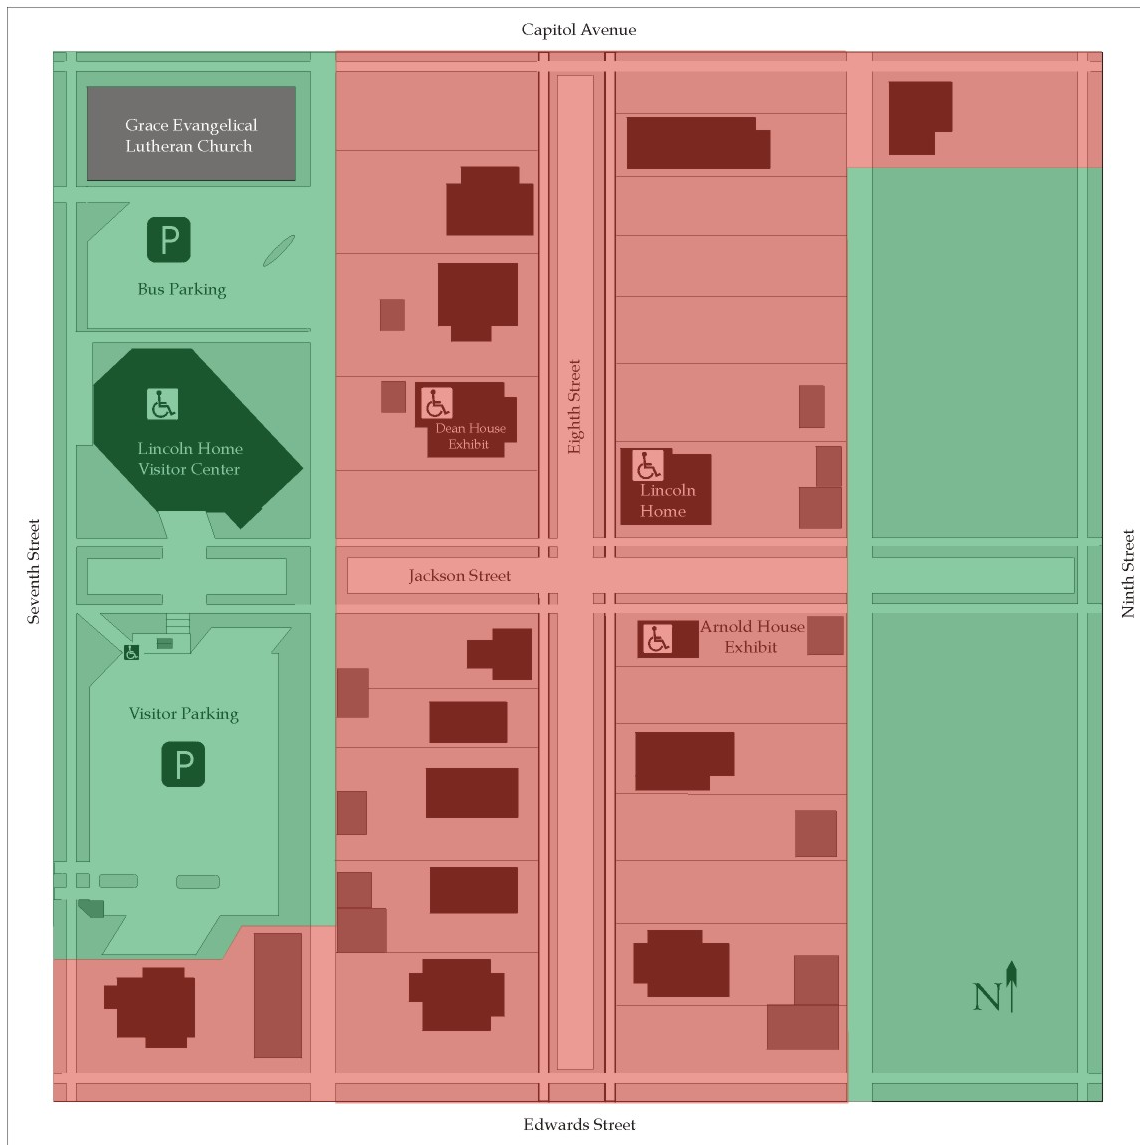 Capitol Avenue
Grace Evangelical
Lutheran Church
P
Bus Parking
Lincoln Home
Visitor Center
Dean House
Exhibit
Eighth Street
Lincoln
Home
Seventh Street
Jackson Street
Ninth Street
Arnold House
Exhibit
Visitor Parking
P
N
Edwards Street